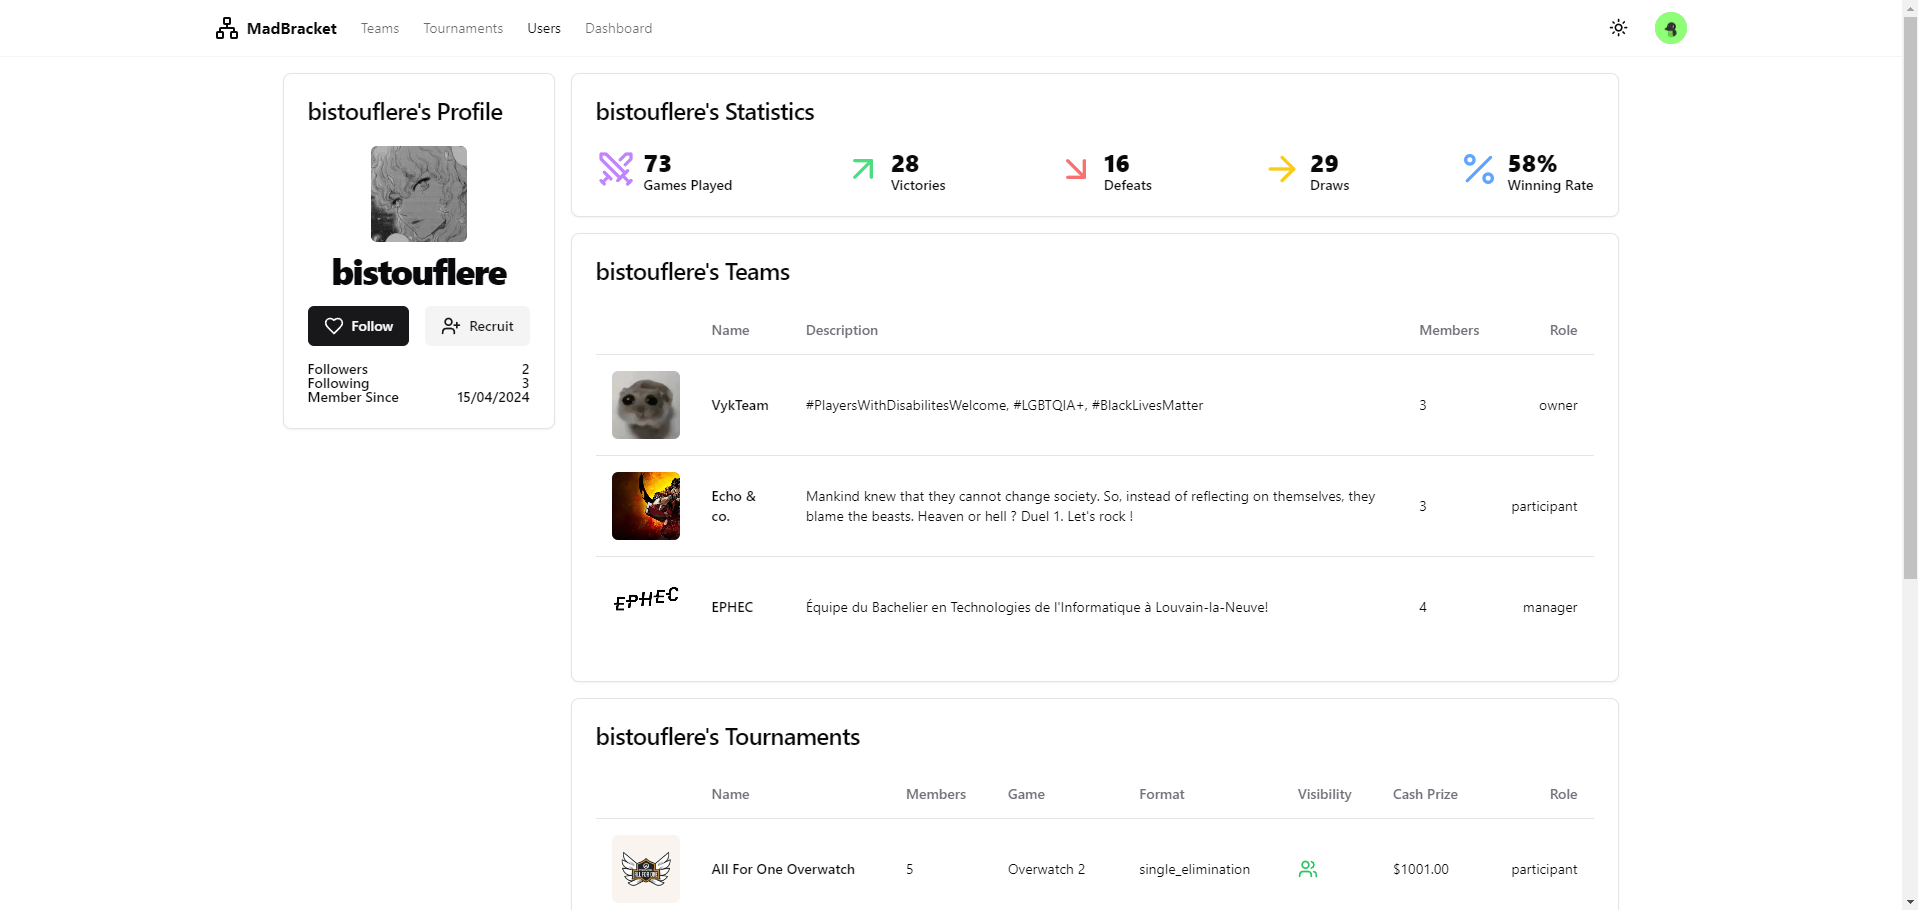 MadBracket Teams Tournaments Users Dashboard
bistouflere's Profile
bistouflere
Follow Recruit
Followers 2
Following 3
Member Since 15/04/2024
bistouflere's Statistics
73 28 16 29 58%
Games Played Victories Defeats Draws Winning Rate
bistouflere's Teams
Name Description Members Role
VykTeam #PlayersWithDisabilitesWelcome, #LGBTQIA+, #BlackLivesMatter 3 owner
Echo & co. Mankind knew that they cannot change society. So, instead of reflecting on themselves, they
blame the beasts. Heaven or hell ? Duel 1. Let's rock ! 3 participant
EPHEC EPHEC Équipe du Bachelier en Technologies de l'Informatique à Louvain-la-Neuve! 4 manager
bistouflere's Tournaments
Name Members Game Format Visibility Cash Prize Role
All For One Overwatch 5 Overwatch 2 single_elimination $1001.00 participant